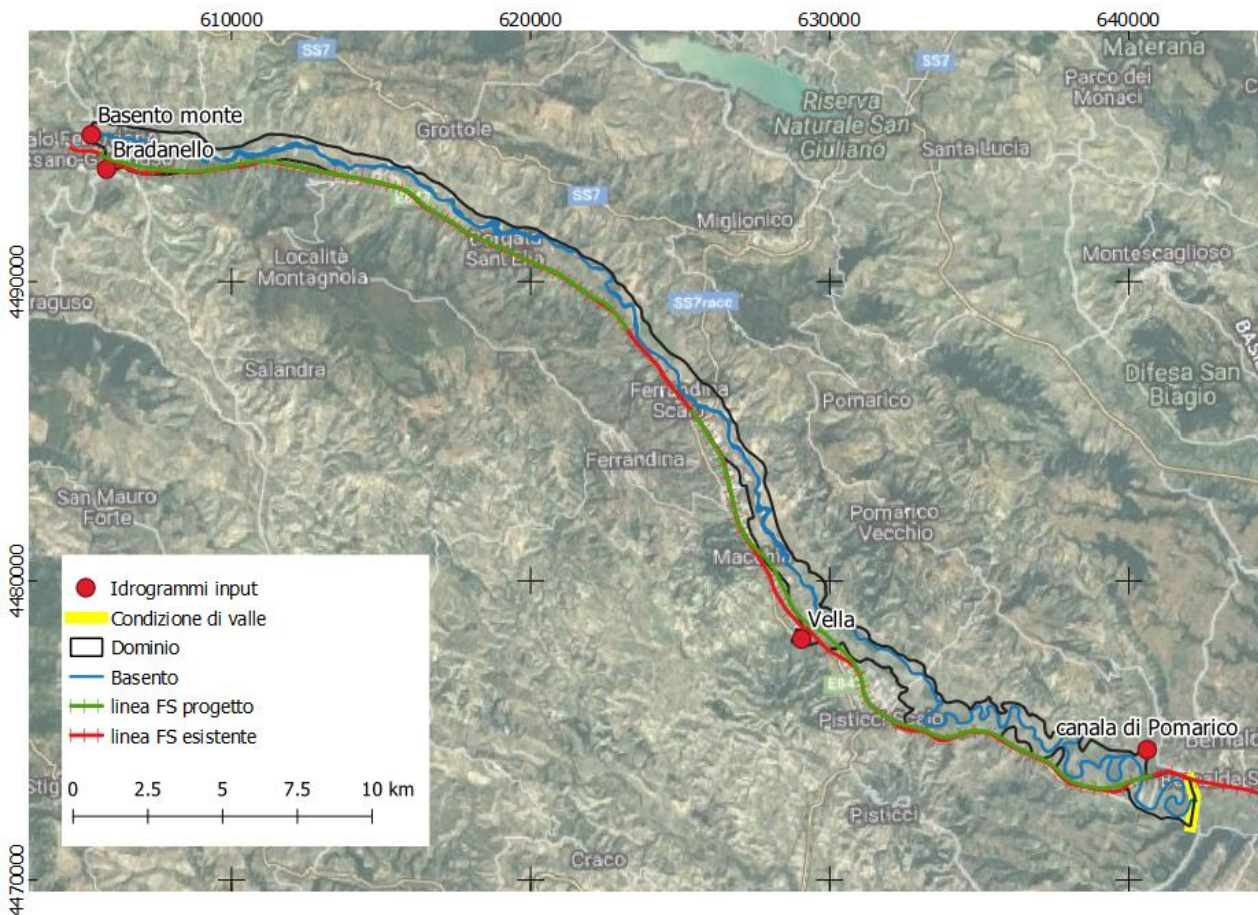 610000
620000
630000
640000
SS7
Materana
SS7
Parco dei
Monaci
Basento monte
Grottole
Riserva
Naturale San
Giuliano
Bradanello
Santa Lucia
SS7
Miglionico
Località
Montagnola
Borgata
Sant'Elia
Montescaglioso
4490000
SS7racc
Salandra
Ferrandina
Scalo
Pomarico
Difesa San
Biagio
Ferrandina
San Mauro
Forte
Pomarico
Vecchio
4480000
Idrogrammi input
Condizione di valle
Dominio
Basento
linea FS progetto
linea FS esistente
0 2.5 5 7.5 10 km
Vella
Pisticci Scalo
canala di Pomarico
Pisticci
Craco
4470000